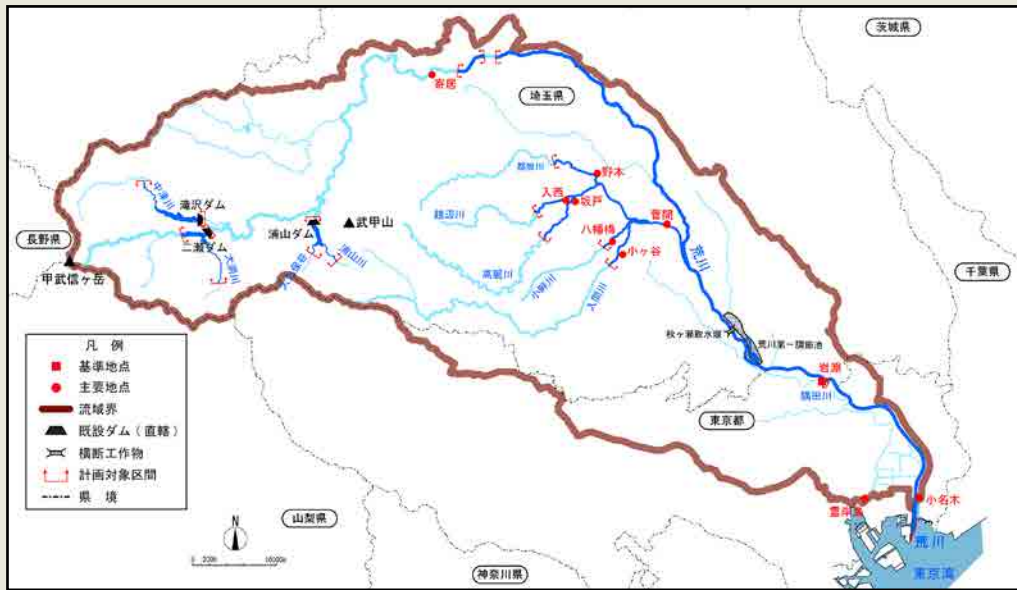 茨城県
寄居
埼玉県
野本
入西
坂戸
越辺川
中津川
滝沢ダム
二瀬ダム
大洞川
浦山ダム
武甲山
浦山川
八幡橋
菅間
小ヶ谷
高麗川
小畔川
入間川
荒川
長野県
甲武信ヶ岳
千葉県
秋ヶ瀬取水堰
荒川第一調節池
岩淵
隅田川
東京都
小名木
荒川
東京湾
山梨県
神奈川県
凡 例
基準地点
主要地点
流域界
既設ダム（直轄）
横断工作物
計画対象区間
県 境
N